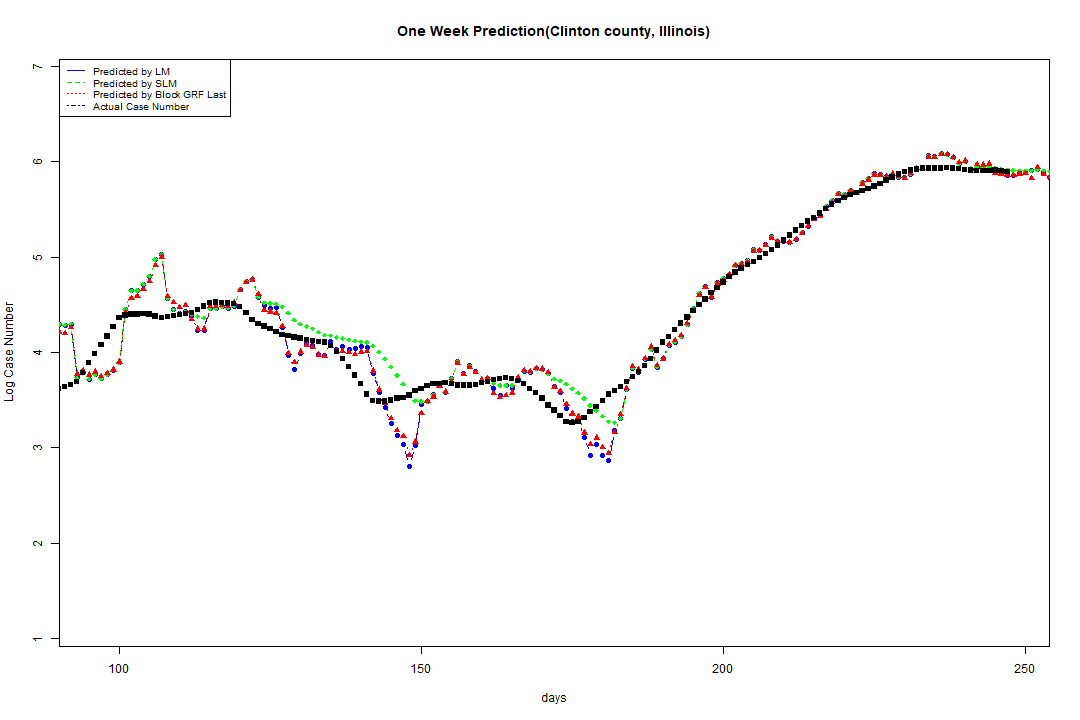 One Week Prediction(Clinton county, Illinois)
Predicted by LM
Predicted by SLM
Predicted by Block GRF Last
Actual Case Number
7
6
5
4
3
2
1
Log Case Number
100 150 200 250
days